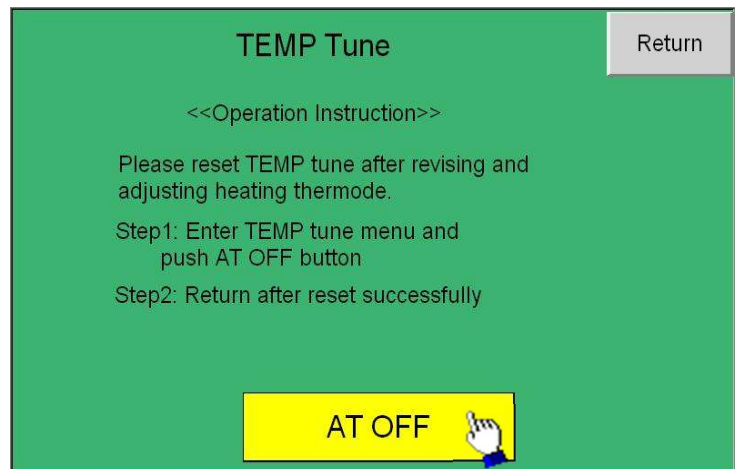 TEMP Tune
Return
<<Operation Instruction>>
Please reset TEMP tune after revising and
adjusting heating thermode.
Step1: Enter TEMP tune menu and
push AT OFF button
Step2: Return after reset successfully
AT OFF